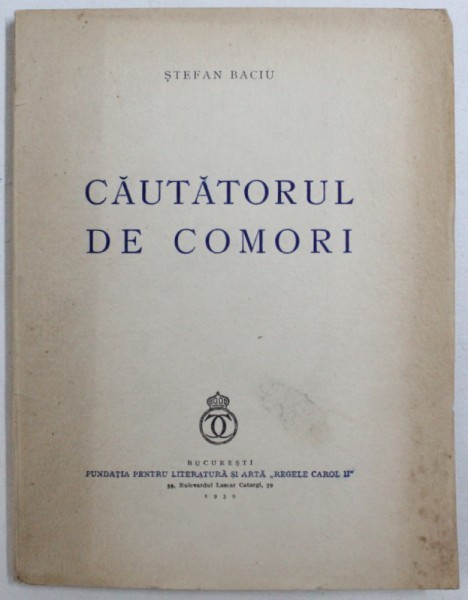 ȘTEFAN BACIU
CĂUTĂTORUL
DE COMORI
BUCUREȘTI
FUNDAȚIA PENTRU LITERATURĂ ȘI ARTĂ „REGELE CAROL II"
39, Bulevardul Lascar Catargi, 39
1939